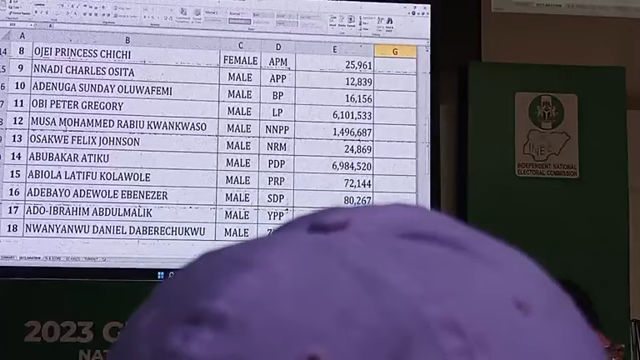 A B C D E G
14 8 OJEI PRINCESS CHICHI FEMALE APM 25,961
15 9 NNADI CHARLES OSITA MALE APP 12,839
10 ADENUGA SUNDAY OLUWAFEMI MALE BP 16,156
11 OBI PETER GREGORY MALE LP 6,101,533
12 MUSA MOHAMMED RABIU KWANKWASO MALE NNPP 1,496,687
13 OSAKWE FELIX JOHNSON MALE NRM 24,869
14 ABUBAKAR ATIKU MALE PDP 6,984,520
15 ABIOLA LATIFU KOLAWOLE MALE PRP 72,144
16 ADEBAYO ADEWOLE EBENEZER MALE SDP 80,267
17 ADO-IBRAHIM ABDULMALIK MALE YPP
18 NWANYANWU DANIEL DABERECHUKWU MALE
INEC
INDEPENDENT NATIONAL
ELECTORAL COMMISSION
2023 G
NAT